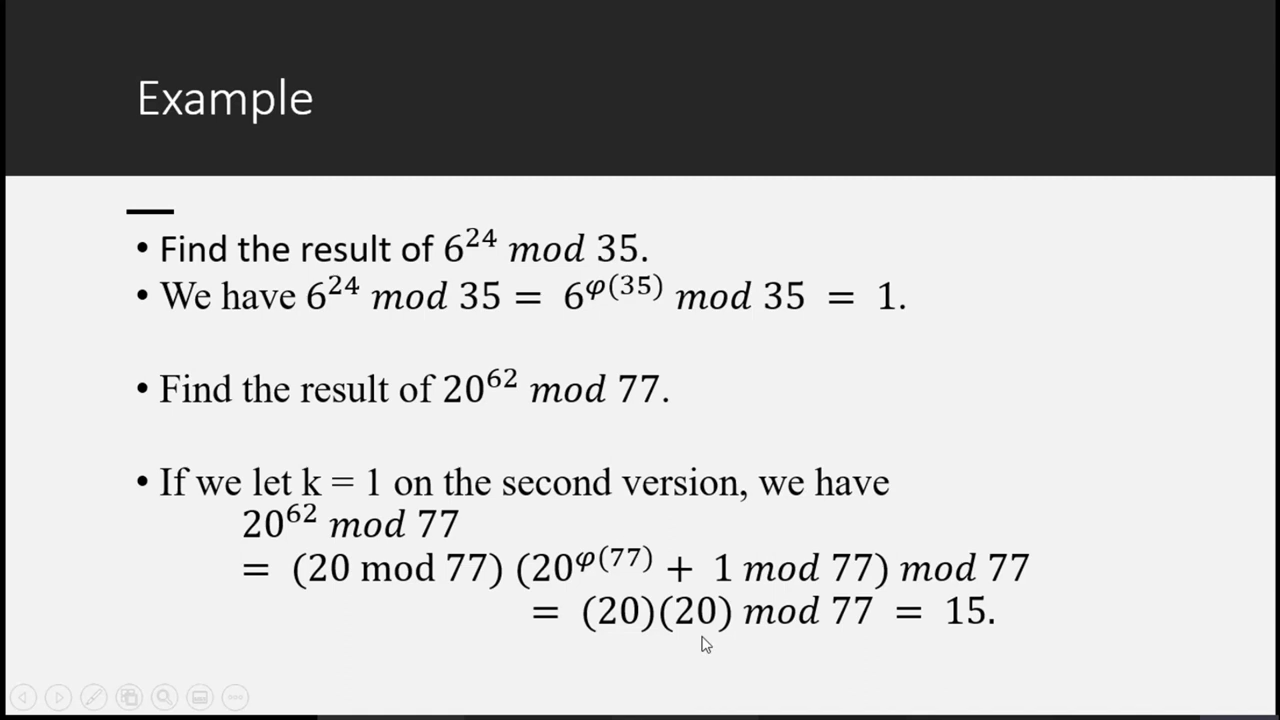 Example
• Find the result of 6²⁴ mod 35.
• We have 6²⁴ mod 35 = 6^φ(35) mod 35 = 1.
• Find the result of 20⁶² mod 77.
• If we let k = 1 on the second version, we have
20⁶² mod 77
= (20 mod 77) (20^φ(77) + 1 mod 77) mod 77
= (20)(20) mod 77 = 15.